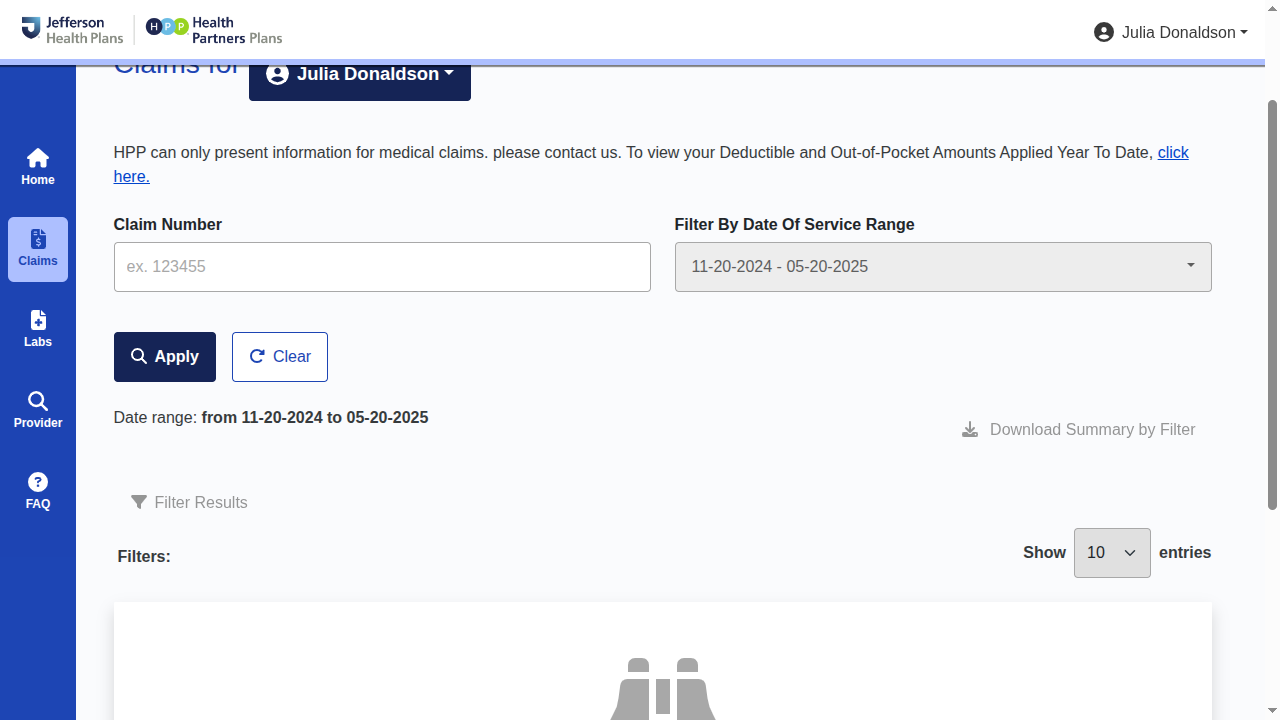 Jefferson
Health Plans
HPP
Health
Partners Plans
Julia Donaldson
Claims for
Julia Donaldson
Home
Claims
Labs
Provider
FAQ
HPP can only present information for medical claims. please contact us. To view your Deductible and Out-of-Pocket Amounts Applied Year To Date, click
here.
Claim Number
Filter By Date Of Service Range
ex. 123455
11-20-2024 - 05-20-2025
Apply
Clear
Date range: from 11-20-2024 to 05-20-2025
Download Summary by Filter
Filter Results
Filters:
Show 10 entries